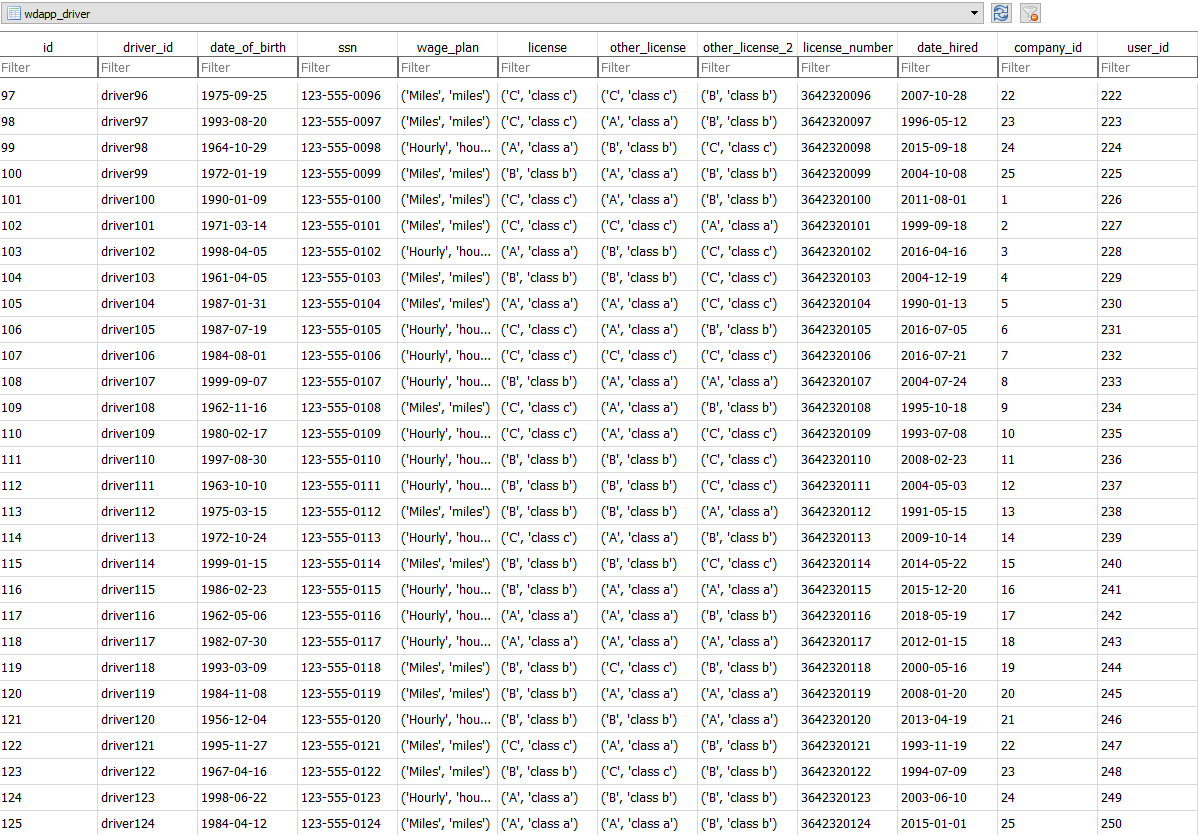 wdapp_driver
id driver_id date_of_birth ssn wage_plan license other_license other_license_2 license_number date_hired company_id user_id
Filter Filter Filter Filter Filter Filter Filter Filter Filter Filter Filter Filter
97 driver96 1975-09-25 123-555-0096 ('Miles', 'miles') ('C', 'class c') ('C', 'class c') ('B', 'class b') 3642320096 2007-10-28 22 222
98 driver97 1993-08-20 123-555-0097 ('Miles', 'miles') ('C', 'class c') ('A', 'class a') ('B', 'class b') 3642320097 1996-05-12 23 223
99 driver98 1964-10-29 123-555-0098 ('Hourly', 'hou... ('A', 'class a') ('B', 'class b') ('C', 'class c') 3642320098 2015-09-18 24 224
100 driver99 1972-01-19 123-555-0099 ('Miles', 'miles') ('B', 'class b') ('A', 'class a') ('B', 'class b') 3642320099 2004-10-08 25 225
101 driver100 1990-01-09 123-555-0100 ('Miles', 'miles') ('C', 'class c') ('A', 'class a') ('B', 'class b') 3642320100 2011-08-01 1 226
102 driver101 1971-03-14 123-555-0101 ('Miles', 'miles') ('C', 'class c') ('C', 'class c') ('A', 'class a') 3642320101 1999-09-18 2 227
103 driver102 1998-04-05 123-555-0102 ('Hourly', 'hou... ('A', 'class a') ('B', 'class b') ('C', 'class c') 3642320102 2016-04-16 3 228
104 driver103 1961-04-05 123-555-0103 ('Miles', 'miles') ('B', 'class b') ('B', 'class b') ('C', 'class c') 3642320103 2004-12-19 4 229
105 driver104 1987-01-31 123-555-0104 ('Miles', 'miles') ('A', 'class a') ('A', 'class a') ('C', 'class c') 3642320104 1990-01-13 5 230
106 driver105 1987-07-19 123-555-0105 ('Hourly', 'hou... ('C', 'class c') ('A', 'class a') ('B', 'class b') 3642320105 2016-07-05 6 231
107 driver106 1984-08-01 123-555-0106 ('Hourly', 'hou... ('C', 'class c') ('C', 'class c') ('C', 'class c') 3642320106 2016-07-21 7 232
108 driver107 1999-09-07 123-555-0107 ('Hourly', 'hou... ('B', 'class b') ('A', 'class a') ('A', 'class a') 3642320107 2004-07-24 8 233
109 driver108 1962-11-16 123-555-0108 ('Miles', 'miles') ('C', 'class c') ('A', 'class a') ('B', 'class b') 3642320108 1995-10-18 9 234
110 driver109 1980-02-17 123-555-0109 ('Hourly', 'hou... ('C', 'class c') ('A', 'class a') ('C', 'class c') 3642320109 1993-07-08 10 235
111 driver110 1997-08-30 123-555-0110 ('Hourly', 'hou... ('B', 'class b') ('B', 'class b') ('C', 'class c') 3642320110 2008-02-23 11 236
112 driver111 1963-10-10 123-555-0111 ('Hourly', 'hou... ('B', 'class b') ('B', 'class b') ('C', 'class c') 3642320111 2004-05-03 12 237
113 driver112 1975-03-15 123-555-0112 ('Miles', 'miles') ('B', 'class b') ('B', 'class b') ('A', 'class a') 3642320112 1991-05-15 13 238
114 driver113 1972-10-24 123-555-0113 ('Hourly', 'hou... ('C', 'class c') ('A', 'class a') ('B', 'class b') 3642320113 2009-10-14 14 239
115 driver114 1999-01-15 123-555-0114 ('Miles', 'miles') ('B', 'class b') ('B', 'class b') ('C', 'class c') 3642320114 2014-05-22 15 240
116 driver115 1986-02-23 123-555-0115 ('Hourly', 'hou... ('B', 'class b') ('A', 'class a') ('A', 'class a') 3642320115 2015-12-20 16 241
117 driver116 1962-05-06 123-555-0116 ('Hourly', 'hou... ('A', 'class a') ('A', 'class a') ('B', 'class b') 3642320116 2018-05-19 17 242
118 driver117 1982-07-30 123-555-0117 ('Hourly', 'hou... ('A', 'class a') ('A', 'class a') ('A', 'class a') 3642320117 2012-01-15 18 243
119 driver118 1993-03-09 123-555-0118 ('Miles', 'miles') ('B', 'class b') ('C', 'class c') ('B', 'class b') 3642320118 2000-05-16 19 244
120 driver119 1984-11-08 123-555-0119 ('Miles', 'miles') ('B', 'class b') ('A', 'class a') ('A', 'class a') 3642320119 2008-01-20 20 245
121 driver120 1956-12-04 123-555-0120 ('Hourly', 'hou... ('B', 'class b') ('B', 'class b') ('A', 'class a') 3642320120 2013-04-19 21 246
122 driver121 1995-11-27 123-555-0121 ('Miles', 'miles') ('C', 'class c') ('A', 'class a') ('B', 'class b') 3642320121 1993-11-19 22 247
123 driver122 1967-04-16 123-555-0122 ('Miles', 'miles') ('B', 'class b') ('C', 'class c') ('B', 'class b') 3642320122 1994-07-09 23 248
124 driver123 1998-06-22 123-555-0123 ('Hourly', 'hou... ('A', 'class a') ('B', 'class b') ('B', 'class b') 3642320123 2003-06-10 24 249
125 driver124 1984-04-12 123-555-0124 ('Miles', 'miles') ('A', 'class a') ('A', 'class a') ('B', 'class b') 3642320124 2015-01-01 25 250